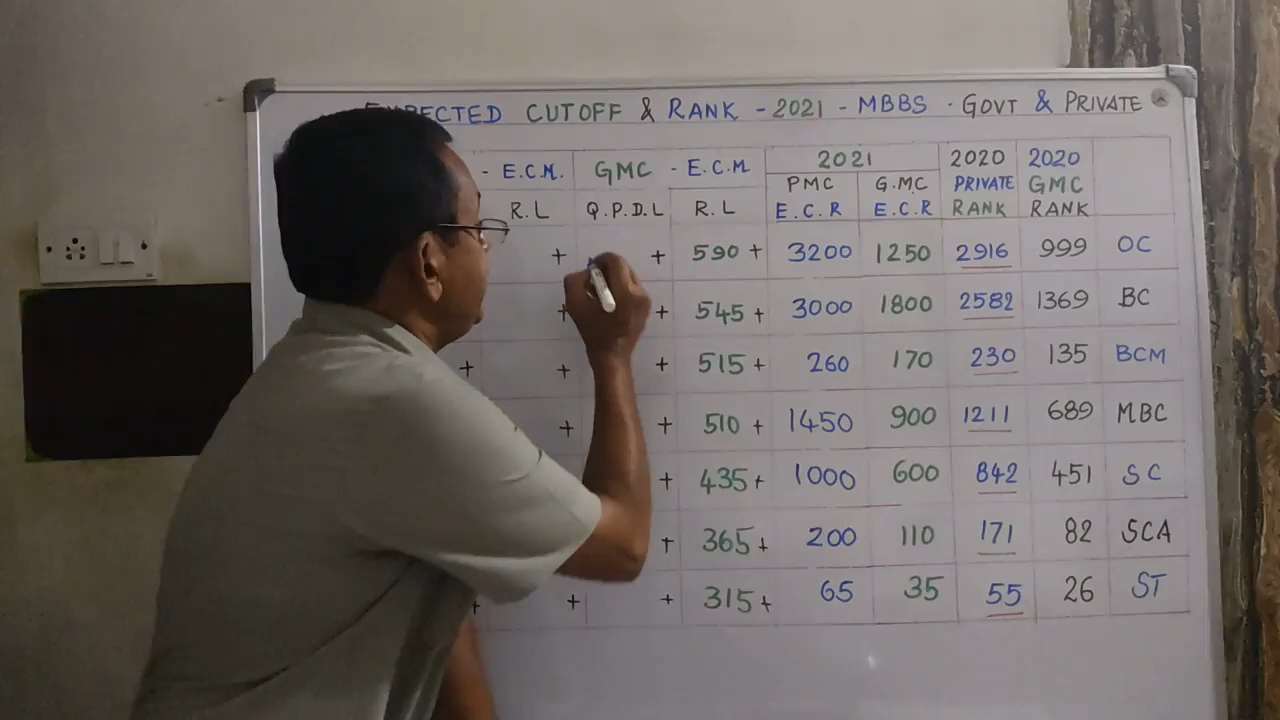 CUTOFF & RANK - 2021 - MBBS - GOVT & PRIVATE
- E.C.M. GMC - E.C.M 2021 2020 2020
PMC G.MC PRIVATE GMC
R.L Q.P.D.L R.L E.C.R E.C.R RANK RANK
+ + 590 + 3200 1250 2916 999 OC
+ + 545 + 3000 1800 2582 1369 BC
+ + + 515 + 260 170 230 135 BCM
+ + 510 + 1450 900 1211 689 MBC
+ 435 + 1000 600 842 451 SC
+ 365 + 200 110 171 82 SCA
+ + + 315 + 65 35 55 26 ST